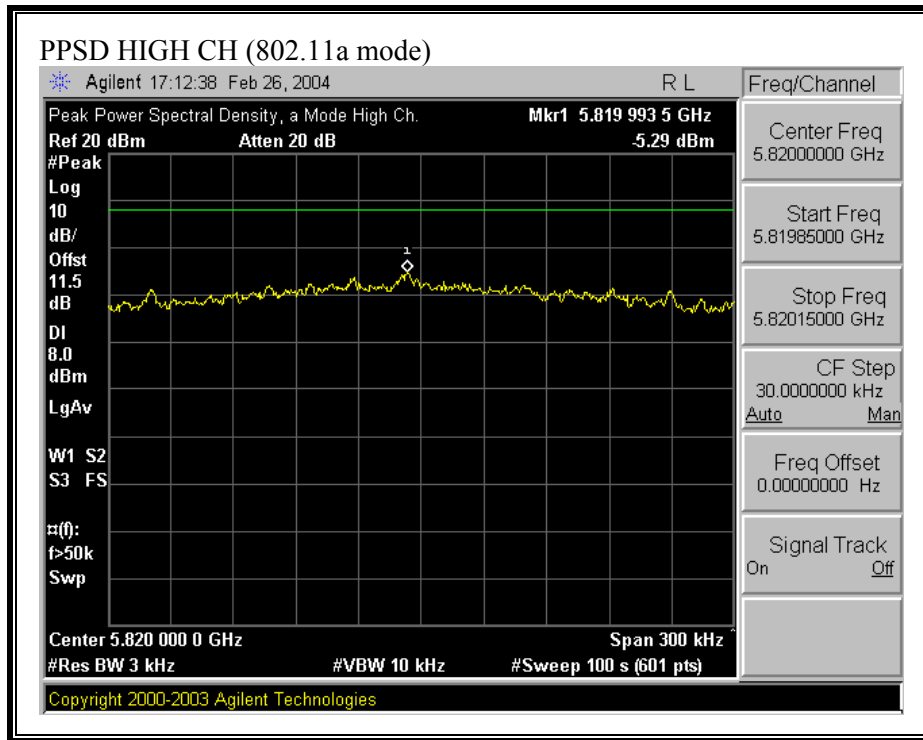 PPSD HIGH CH (802.11a mode)
Agilent 17:12:38 Feb 26, 2004 R L
Peak Power Spectral Density, a Mode High Ch. Mkr1 5.819 993 5 GHz
Ref 20 dBm Atten 20 dB -5.29 dBm
#Peak
Log
10
dB/
Offst
11.5
dB
DI
8.0
dBm
LgAv
W1 S2
S3 FS
¤(f):
f>50k
Swp
1
Center 5.820 000 0 GHz Span 300 kHz ^
#Res BW 3 kHz #VBW 10 kHz #Sweep 100 s (601 pts)
Copyright 2000-2003 Agilent Technologies
Freq/Channel
Center Freq
5.82000000 GHz
Start Freq
5.81985000 GHz
Stop Freq
5.82015000 GHz
CF Step
30.0000000 kHz
Auto Man
Freq Offset
0.00000000 Hz
Signal Track
On Off